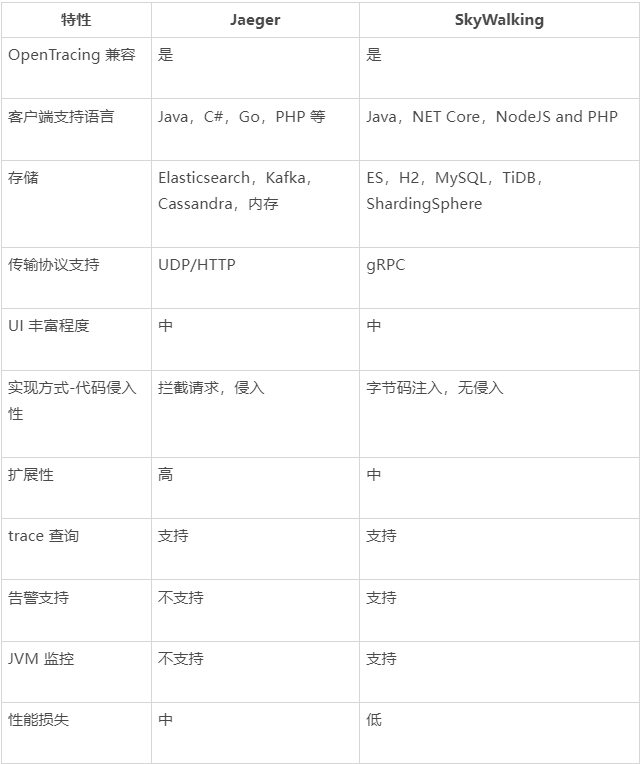 特性 Jaeger SkyWalking
OpenTracing 兼容 是 是
客户端支持语言 Java，C#，Go，PHP 等 Java，NET Core，NodeJS and PHP
存储 Elasticsearch，Kafka， ES，H2，MySQL，TiDB，
Cassandra，内存 ShardingSphere
传输协议支持 UDP/HTTP gRPC
UI 丰富程度 中 中
实现方式-代码侵入 拦截请求，侵入 字节码注入，无侵入
性
扩展性 高 中
trace 查询 支持 支持
告警支持 不支持 支持
JVM 监控 不支持 支持
性能损失 中 低